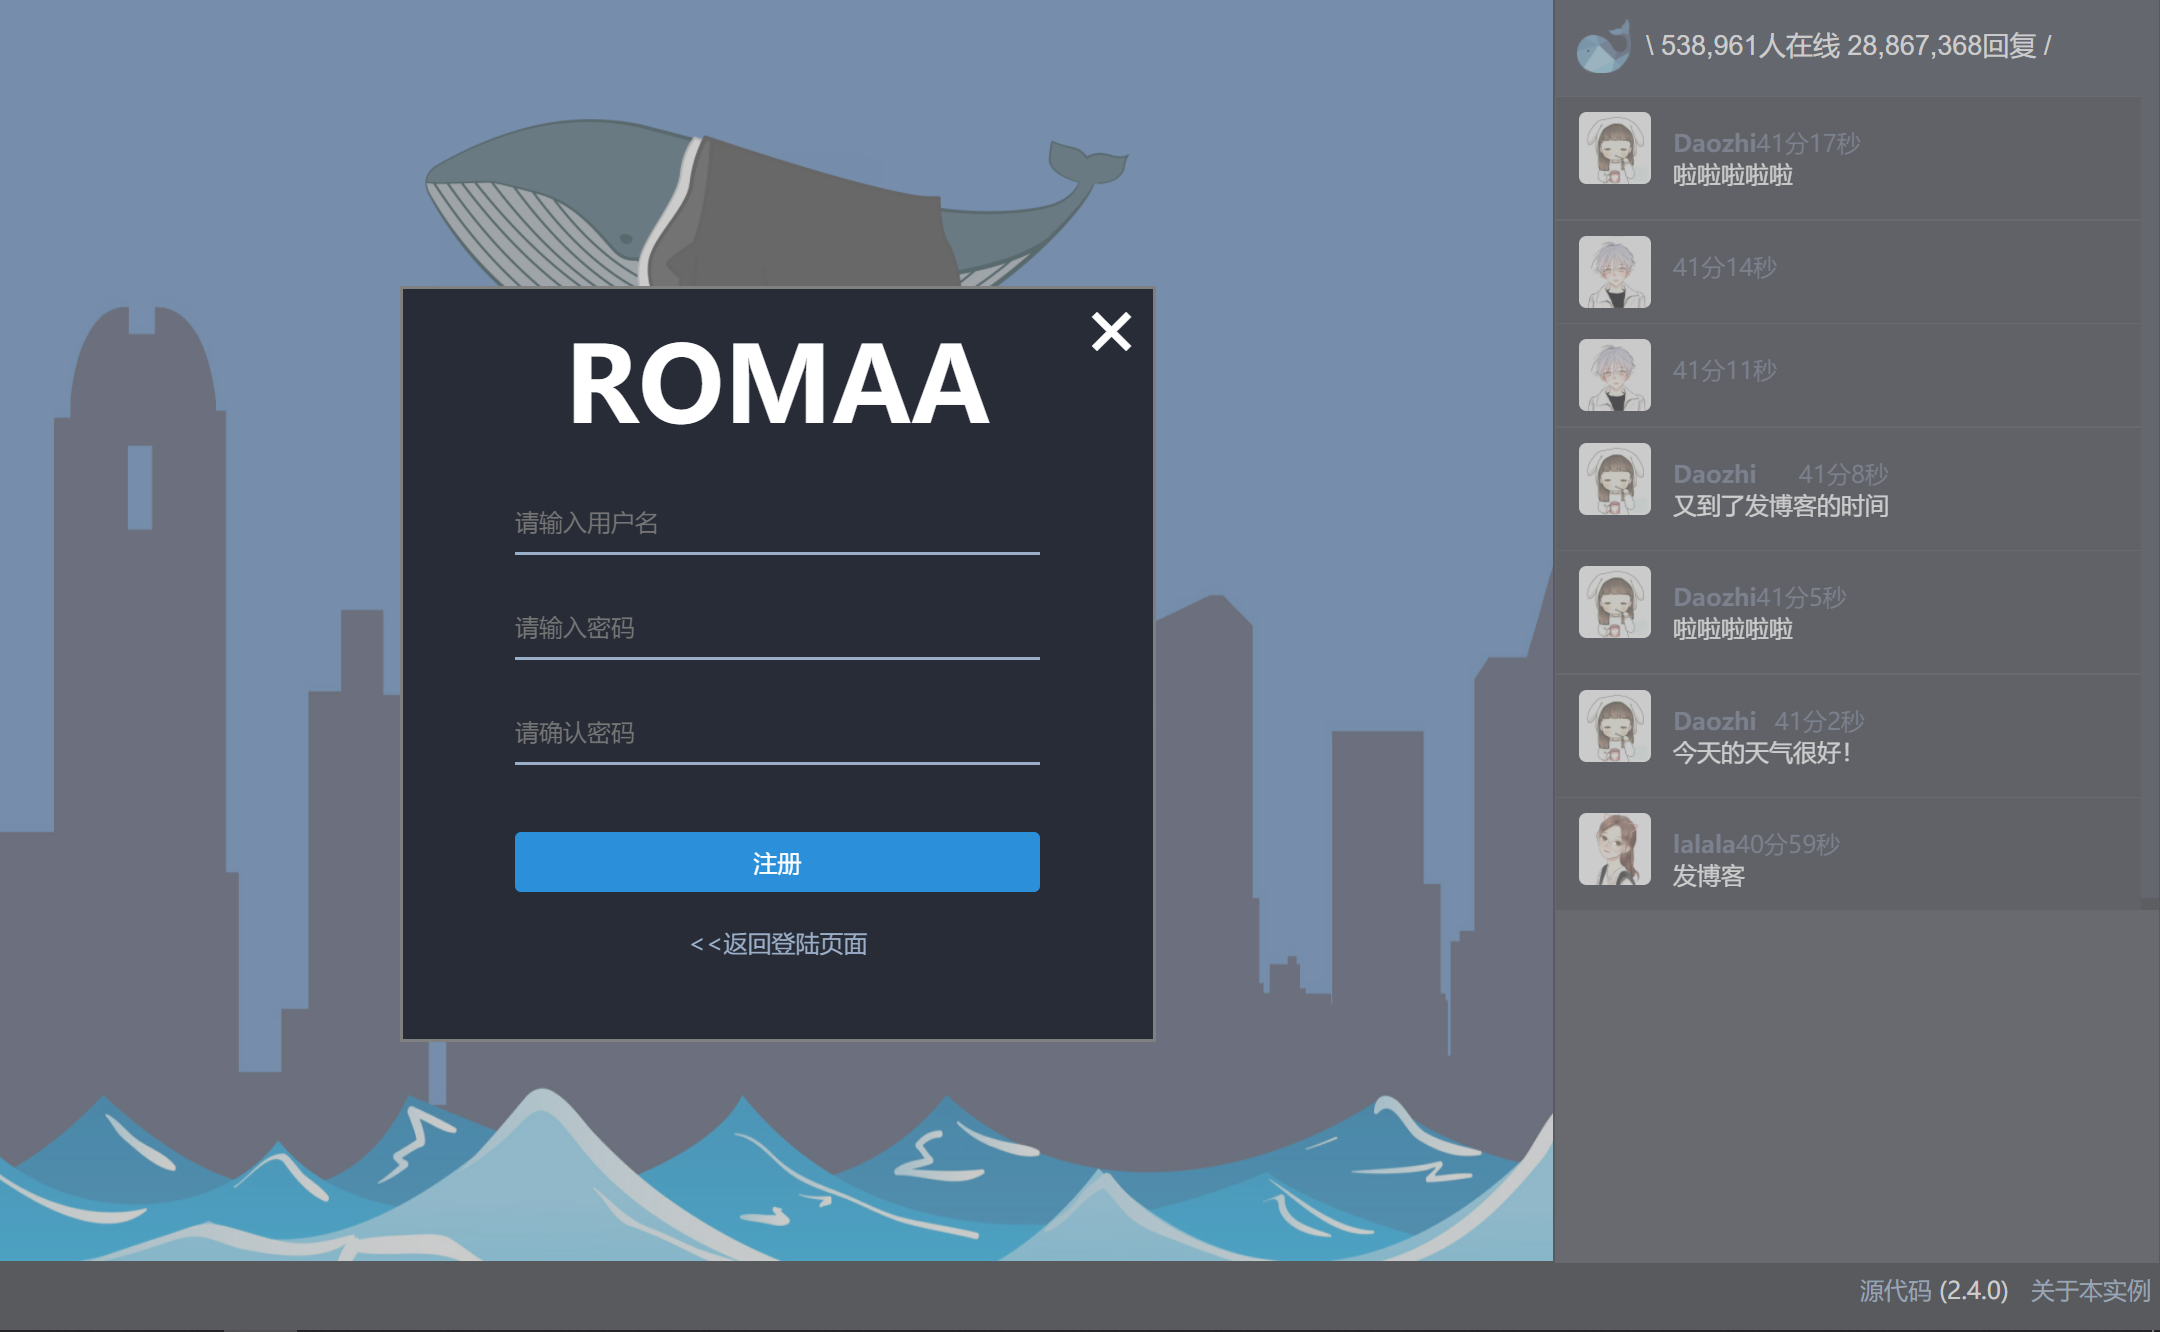 ROMAA
请输入用户名
请输入密码
请确认密码
注册
<<返回登陆页面
\ 538,961人在线 28,867,368回复 /
Daozhi41分17秒
啦啦啦啦啦
41分14秒
41分11秒
Daozhi 41分8秒
又到了发博客的时间
Daozhi41分5秒
啦啦啦啦啦
Daozhi 41分2秒
今天的天气很好！
lalala40分59秒
发博客
源代码 (2.4.0) 关于本实例